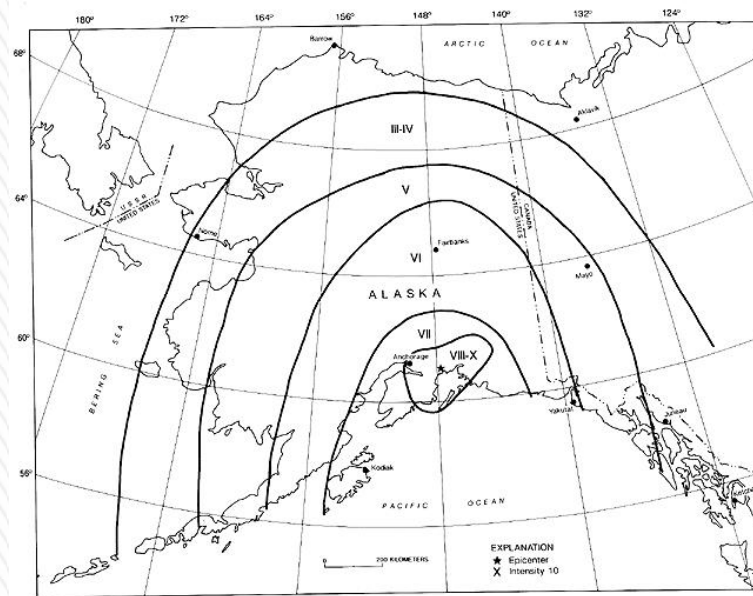 180° 172° 164° 156° 148° 140° 132° 124°
Barrow
ARCTIC OCEAN
68°
Aklavik
III-IV
U.S.S.R.
UNITED STATES
V
CANADA
UNITED STATES
64°
Nome
Fairbanks
VI
Mayo
ALASKA
BERING SEA
VII
60°
Anchorage
VIII-X
Yakutat
Juneau
56°
Kodiak
PACIFIC OCEAN
0 200 KILOMETERS
EXPLANATION
★ Epicenter
X Intensity 10